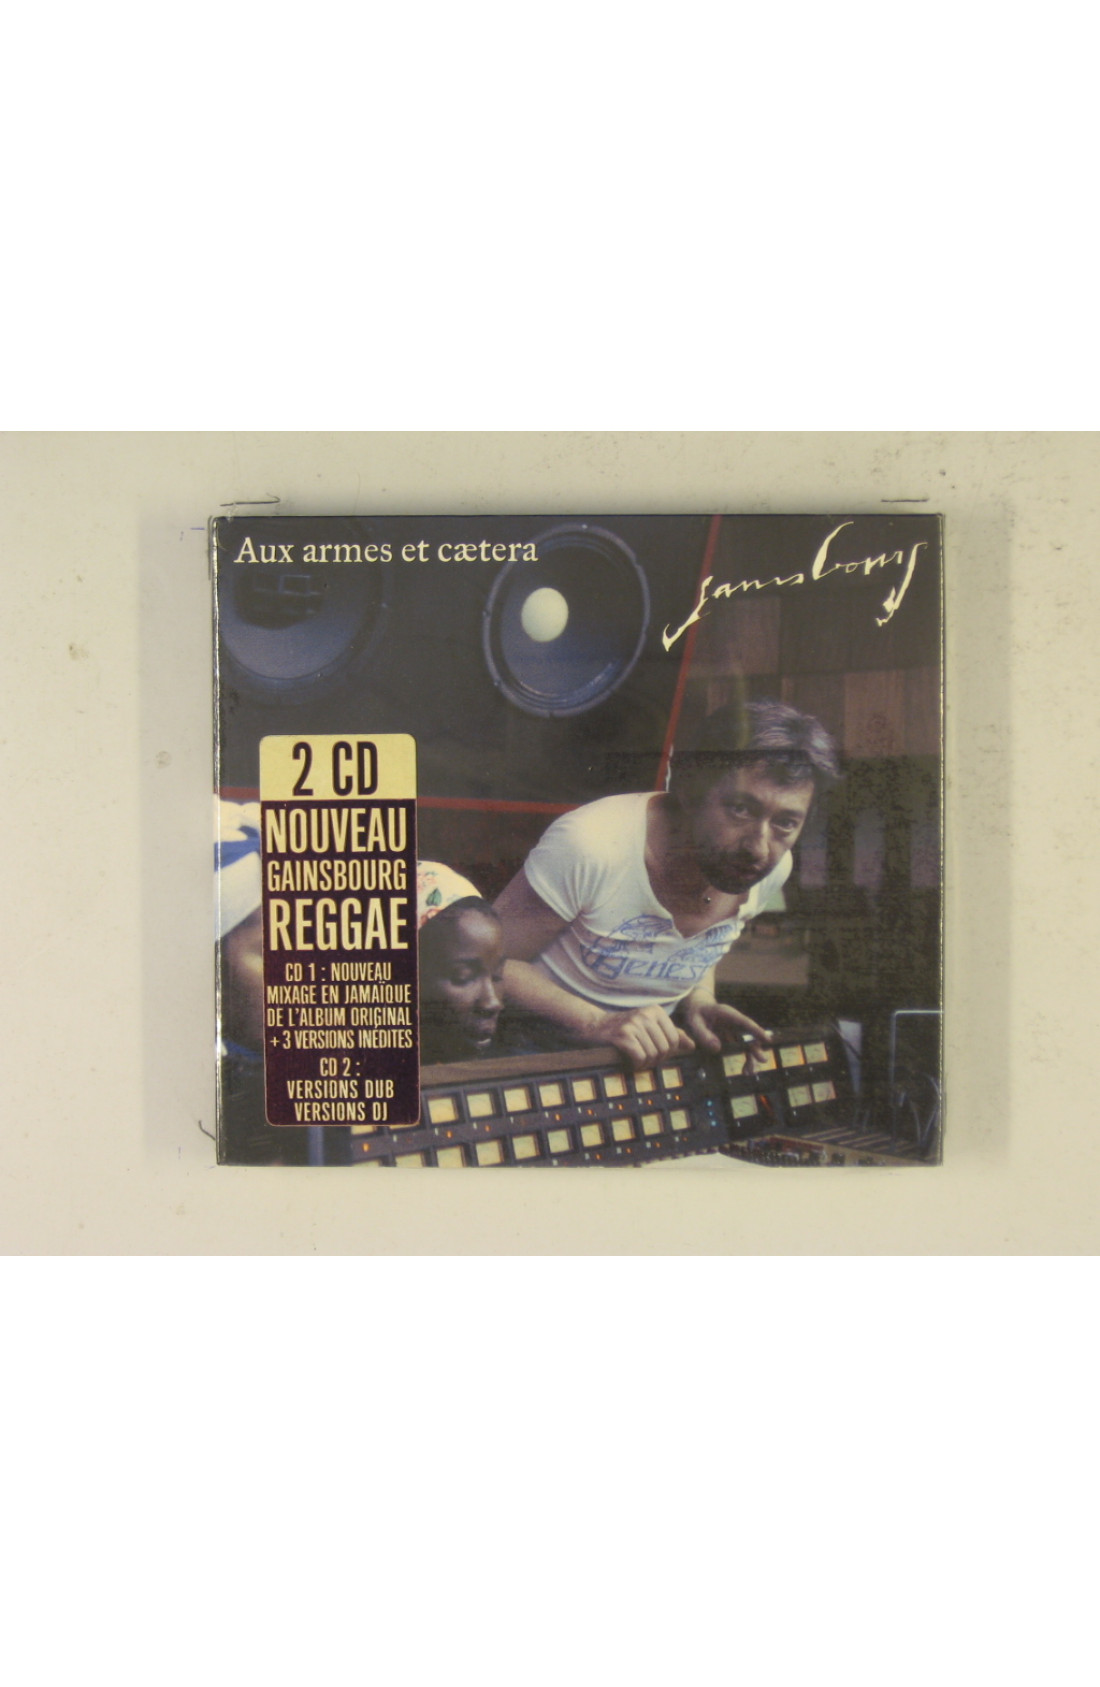 Aux armes et cætera
Gainsbourg
2 CD
NOUVEAU
GAINSBOURG
REGGAE
CD 1 : NOUVEAU
MIXAGE EN JAMAÏQUE
DE L'ALBUM ORIGINAL
+ 3 VERSIONS INÉDITES
CD 2 :
VERSIONS DUB
VERSIONS DJ